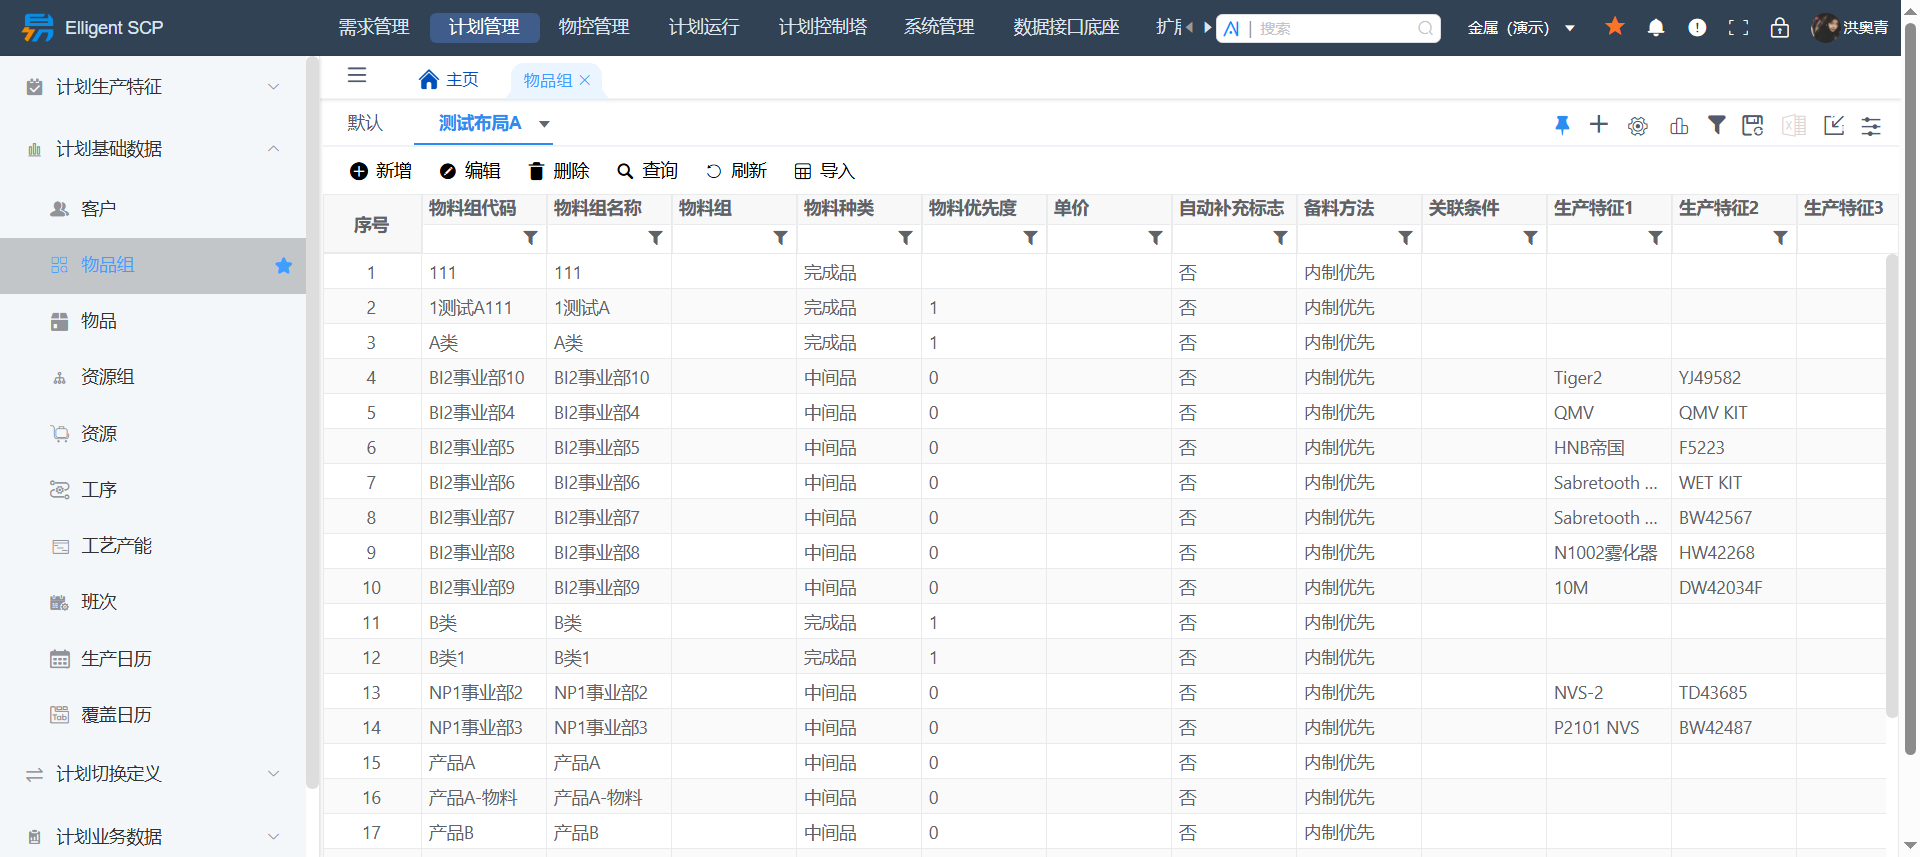 Elligent SCP 需求管理 计划管理 物控管理 计划运行 计划控制塔 系统管理 数据接口底座 AI | 搜索 金属 (演示) 洪奥青
主页 物品组
默认 测试布局A
新增 编辑 删除 查询 刷新 导入
计划生产特征
计划基础数据
客户
物品组
物品
资源组
资源
工序
工艺产能
班次
生产日历
Tab 覆盖日历
计划切换定义
计划业务数据
序号 物料组代码 物料组名称 物料组 物料种类 物料优先度 单价 自动补充标志 备料方法 关联条件 生产特征1 生产特征2 生产特征3
1 111 111 完成品 否 内制优先
2 1测试A111 1测试A 完成品 1 否 内制优先
3 A类 A类 完成品 1 否 内制优先
4 BI2事业部10 BI2事业部10 中间品 0 否 内制优先 Tiger2 YJ49582
5 BI2事业部4 BI2事业部4 中间品 0 否 内制优先 QMV QMV KIT
6 BI2事业部5 BI2事业部5 中间品 0 否 内制优先 HNB帝国 F5223
7 BI2事业部6 BI2事业部6 中间品 0 否 内制优先 Sabretooth ... WET KIT
8 BI2事业部7 BI2事业部7 中间品 0 否 内制优先 Sabretooth ... BW42567
9 BI2事业部8 BI2事业部8 中间品 0 否 内制优先 N1002雾化器 HW42268
10 BI2事业部9 BI2事业部9 中间品 0 否 内制优先 10M DW42034F
11 B类 B类 完成品 1 否 内制优先
12 B类1 B类1 完成品 1 否 内制优先
13 NP1事业部2 NP1事业部2 中间品 0 否 内制优先 NVS-2 TD43685
14 NP1事业部3 NP1事业部3 中间品 0 否 内制优先 P2101 NVS BW42487
15 产品A 产品A 中间品 0 否 内制优先
16 产品A-物料 产品A-物料 中间品 0 否 内制优先
17 产品B 产品B 中间品 0 否 内制优先